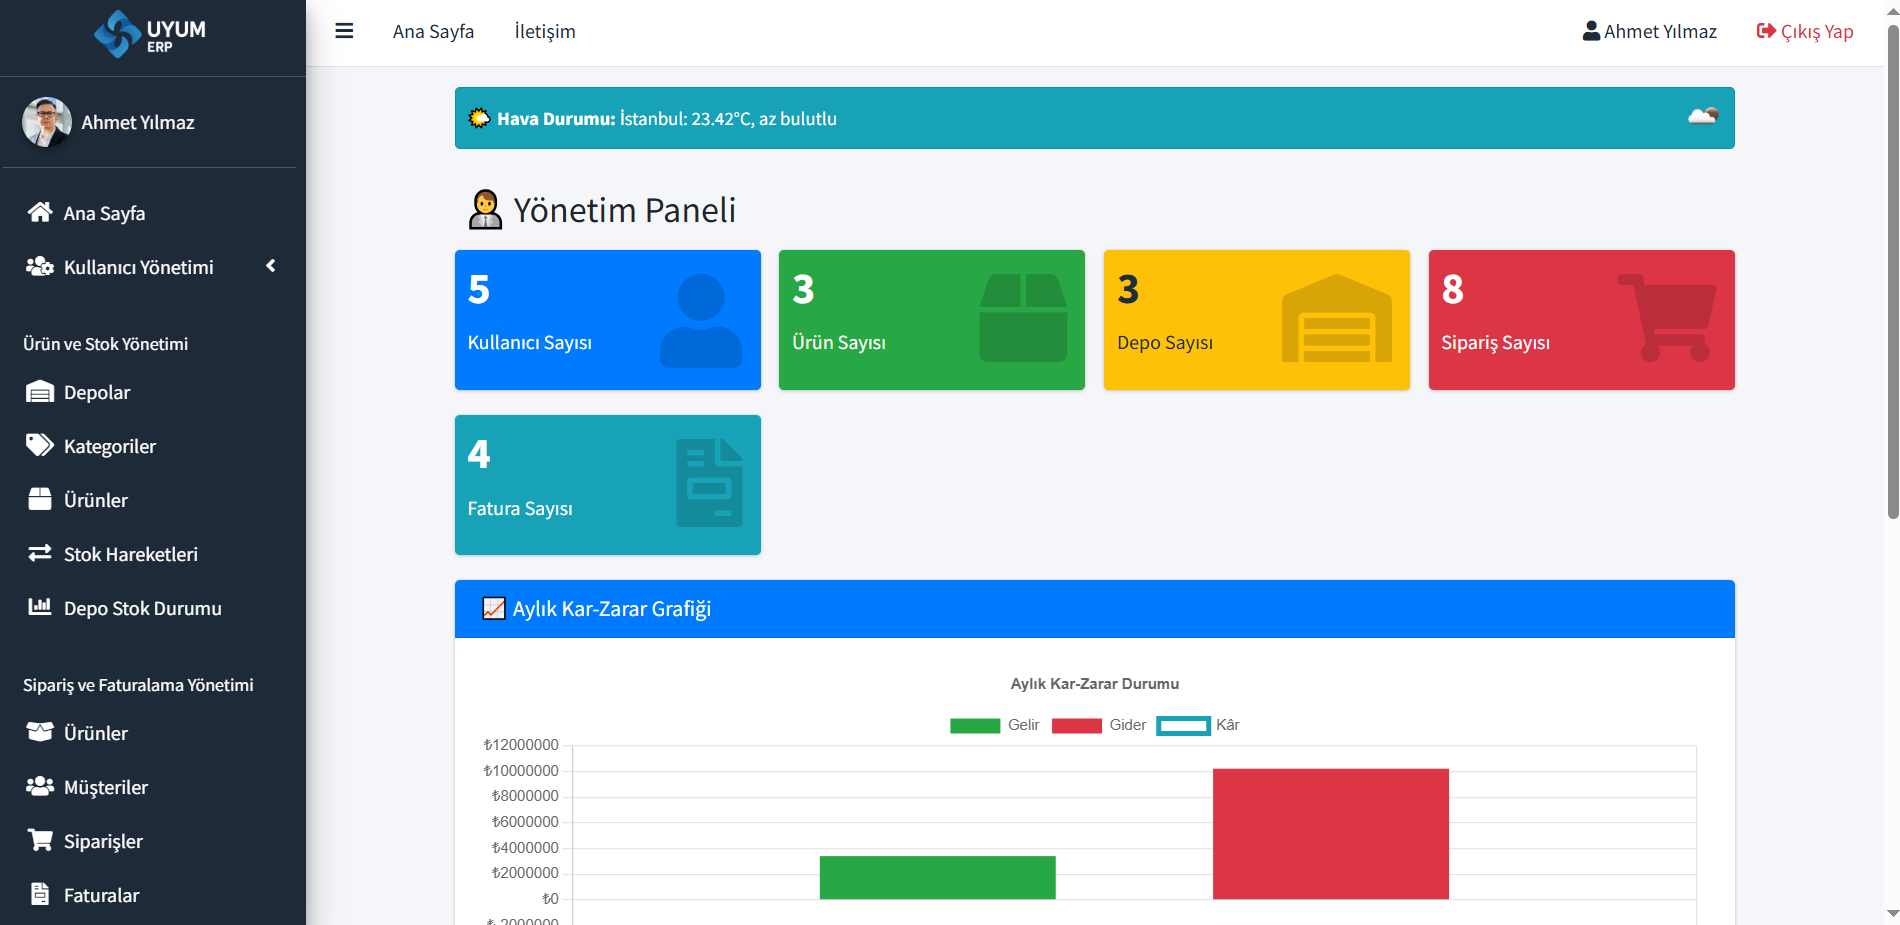 UYUM
ERP
Ahmet Yılmaz
Ana Sayfa
Kullanıcı Yönetimi
Ürün ve Stok Yönetimi
Depolar
Kategoriler
Ürünler
Stok Hareketleri
Depo Stok Durumu
Sipariş ve Faturalama Yönetimi
Ürünler
Müşteriler
Siparişler
Faturalar
Ana Sayfa İletişim Ahmet Yılmaz Çıkış Yap
Hava Durumu: İstanbul: 23.42°C, az bulutlu
Yönetim Paneli
5
Kullanıcı Sayısı
3
Ürün Sayısı
3
Depo Sayısı
8
Sipariş Sayısı
4
Fatura Sayısı
Aylık Kar-Zarar Grafiği
Aylık Kar-Zarar Durumu
Gelir Gider Kâr
₺12000000
₺10000000
₺8000000
₺6000000
₺4000000
₺2000000
₺0
₺-2000000